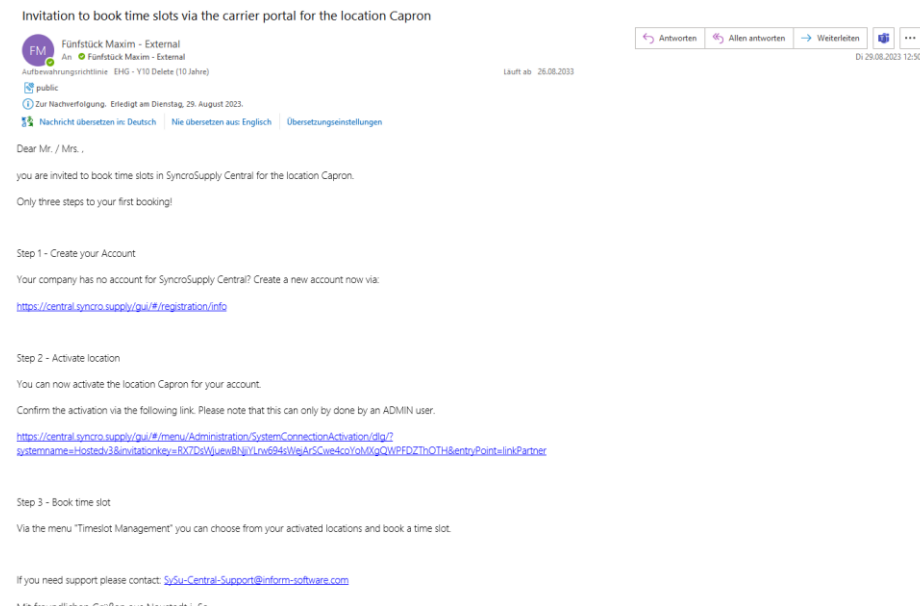 Invitation to book time slots via the carrier portal for the location Capron
FM
Fünfstück Maxim - External
An Fünfstück Maxim - External
Antworten
Allen antworten
Weiterleiten
Di 29.08.2023 12:50
Aufbewahrungsrichtlinie EHG - Y10 Delete (10 Jahre)
Läuft ab 26.08.2033
public
Zur Nachverfolgung. Erledigt am Dienstag, 29. August 2023.
Nachricht übersetzen in: Deutsch
Nie übersetzen aus: Englisch
Übersetzungseinstellungen
Dear Mr. / Mrs. ,
you are invited to book time slots in SyncroSupply Central for the location Capron.
Only three steps to your first booking!
Step 1 - Create your Account
Your company has no account for SyncroSupply Central? Create a new account now via:
https://central.syncro.supply/gui/#/registration/info
Step 2 - Activate location
You can now activate the location Capron for your account.
Confirm the activation via the following link. Please note that this can only by done by an ADMIN user.
https://central.syncro.supply/gui/#/menu/Administration/SystemConnectionActivation/dlg/?
systemname=Hostedv3&invitationkey=RX7DsWjuewBNjjYLrw694sWejArSCwe4coYoMXgQWPFDZThOTH&entryPoint=linkPartner
Step 3 - Book time slot
Via the menu "Timeslot Management" you can choose from your activated locations and book a time slot.
If you need support please contact: SySu-Central-Support@inform-software.com